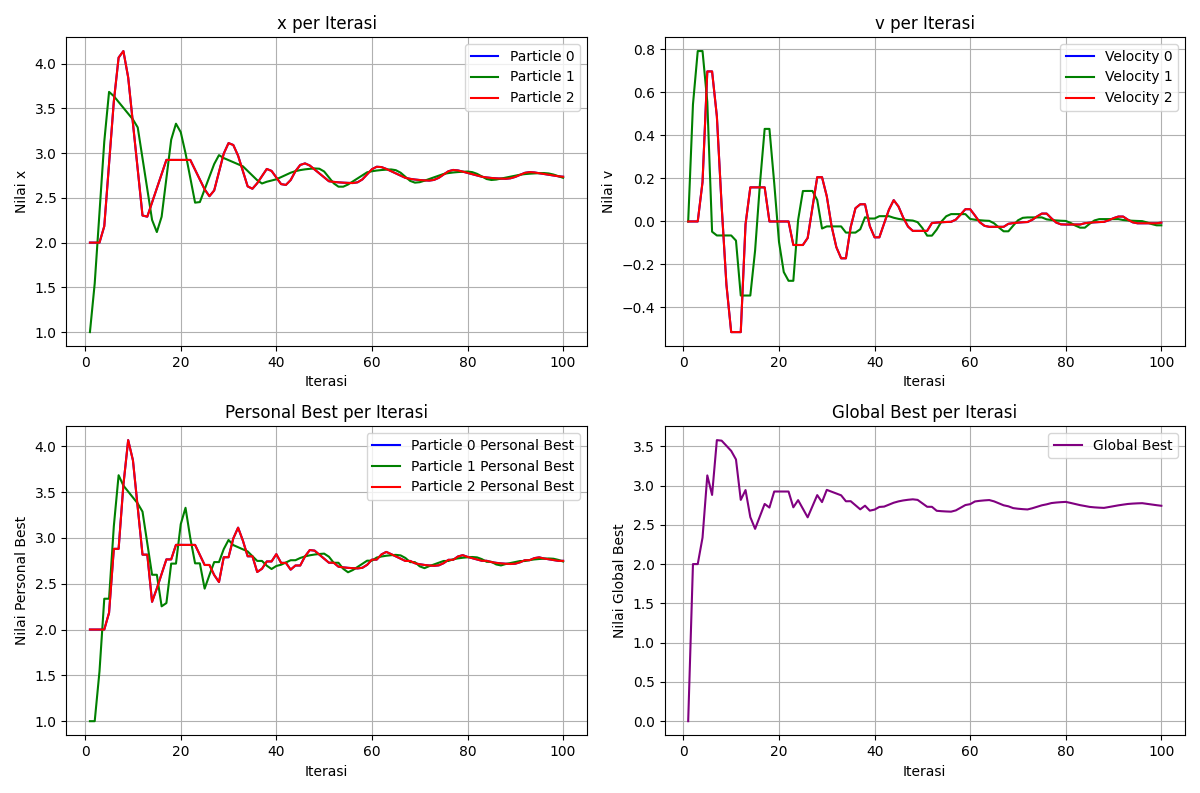 x per Iterasi
4.0
3.5
3.0
2.5
2.0
1.5
1.0
Nilai x
0
20
40
60
80
100
Iterasi
Particle 0
Particle 1
Particle 2
v per Iterasi
0.8
0.6
0.4
0.2
0.0
−0.2
−0.4
Nilai v
0
20
40
60
80
100
Iterasi
Velocity 0
Velocity 1
Velocity 2
Personal Best per Iterasi
4.0
3.5
3.0
2.5
2.0
1.5
1.0
Nilai Personal Best
0
20
40
60
80
100
Iterasi
Particle 0 Personal Best
Particle 1 Personal Best
Particle 2 Personal Best
Global Best per Iterasi
3.5
3.0
2.5
2.0
1.5
1.0
0.5
0.0
Nilai Global Best
0
20
40
60
80
100
Iterasi
Global Best